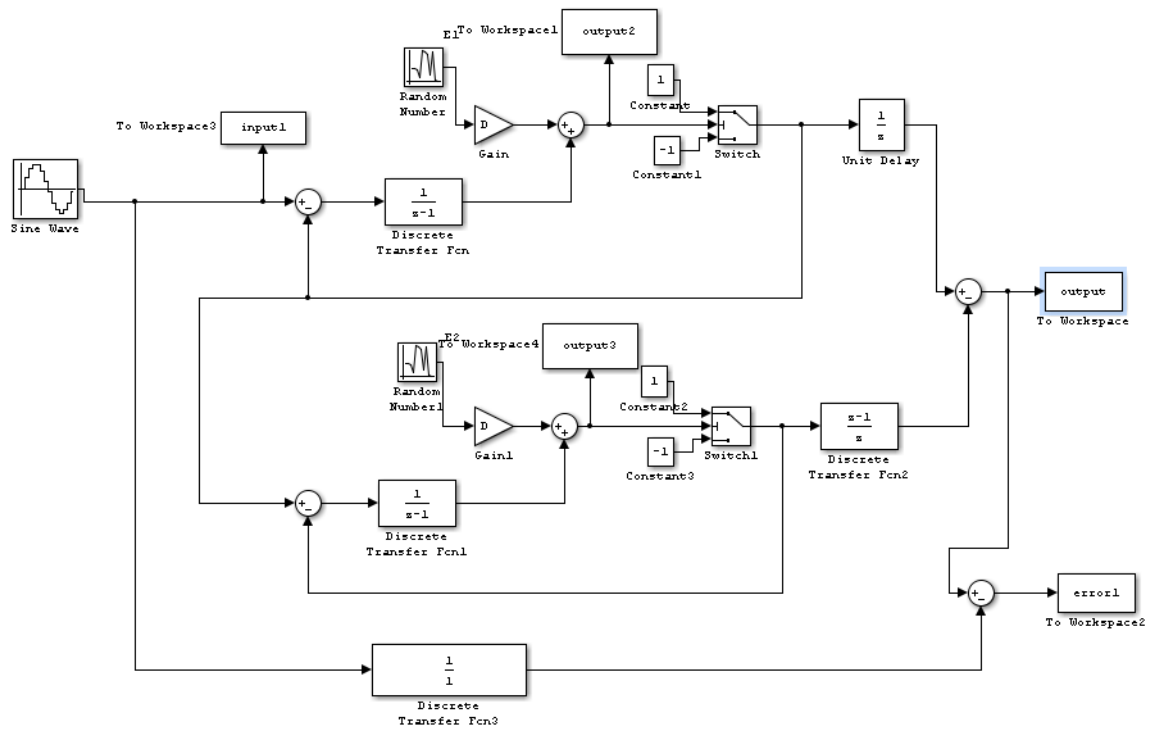 E1
To Workspace1
output2
Random
Number
D
Gain
+
+
1
Constant
-1
Constant1
Switch
1
z
Unit Delay
To Workspace3
input1
Sine Wave
+
-
1
z-1
Discrete
Transfer Fcn
+
-
output
To Workspace
E2
To Workspace4
output3
Random
Number1
D
Gain1
+
+
1
Constant2
-1
Constant3
Switch1
z-1
z
Discrete
Transfer Fcn2
+
-
1
z-1
Discrete
Transfer Fcn1
+
-
error1
To Workspace2
1
1
Discrete
Transfer Fcn3